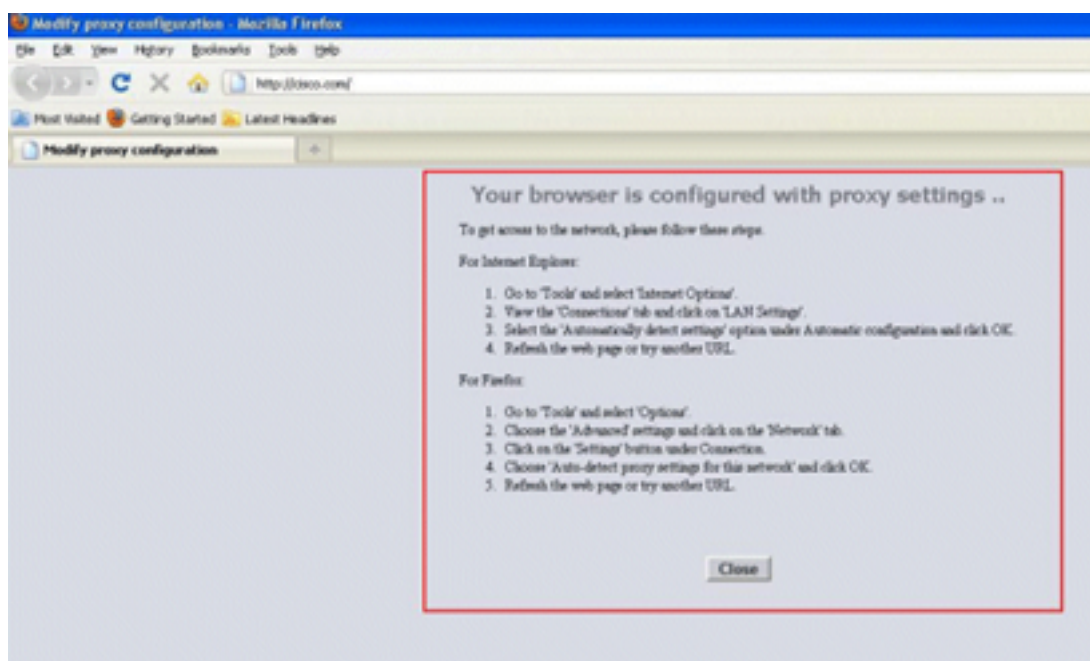 Modify proxy configuration - Mozilla Firefox
File Edit View History Bookmarks Tools Help
http://cisco.com/
Most Visited Getting Started Latest Headlines
Modify proxy configuration
Your browser is configured with proxy settings ..
To get access to the network, please follow these steps.
For Internet Explorer:
1. Go to 'Tools' and select 'Internet Options'.
2. View the 'Connections' tab and click on 'LAN Settings'.
3. Select the 'Automatically detect settings' option under Automatic configuration and click OK.
4. Refresh the web page or try another URL.
For Firefox:
1. Go to 'Tools' and select 'Options'.
2. Choose the 'Advanced' settings and click on the 'Network' tab.
3. Click on the 'Settings' button under Connection.
4. Choose 'Auto-detect proxy settings for this network' and click OK.
5. Refresh the web page or try another URL.
Close